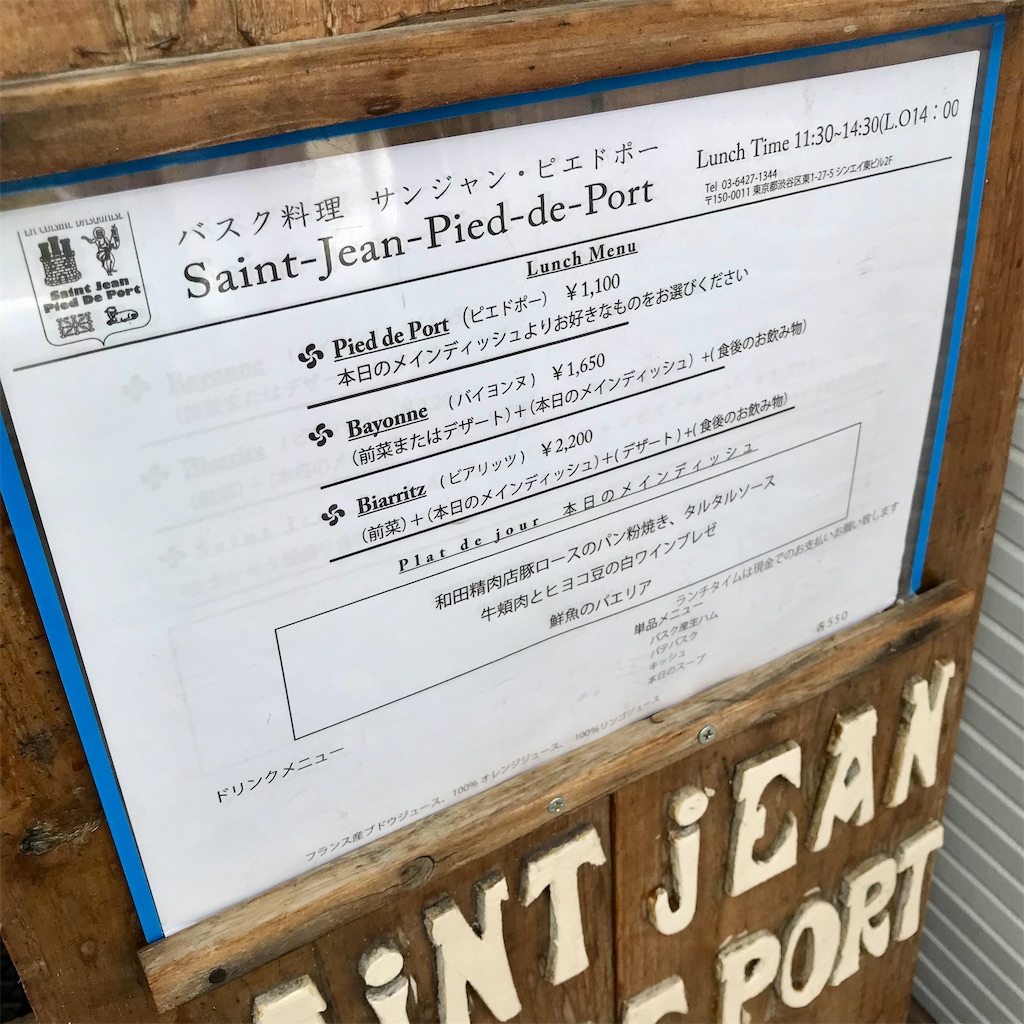 LA CUISINE BASQUAISE
Saint Jean
Pied De Port
バスク料理 サンジャン・ピエドポー
Saint-Jean-Pied-de-Port
Lunch Time 11:30~14:30(L.O14:00
Tel 03-6427-1344
〒150-0011 東京都渋谷区東1-27-5 シンエイ東ビル2F
Lunch Menu
Pied de Port (ピエドポー) ¥1,100
本日のメインディッシュよりお好きなものをお選びください
Bayonne (バイヨンヌ) ¥1,650
(前菜またはデザート)+(本日のメインディッシュ)+(食後のお飲み物)
Biarritz (ビアリッツ) ¥2,200
(前菜)+(本日のメインディッシュ)+(デザート)+(食後のお飲み物)
Plat de jour 本日のメインディッシュ
和田精肉店豚ロースのパン粉焼き、タルタルソース
牛頬肉とヒヨコ豆の白ワインブレゼ
鮮魚のパエリア
ランチタイムは現金でのお支払いお願い致します
単品メニュー
バスク産生ハム
パテバスク
キッシュ
本日のスープ
各550
ドリンクメニュー
フランス産ブドウジュース、100%オレンジジュース、100%リンゴジュース
AiNT jEAN
PORT